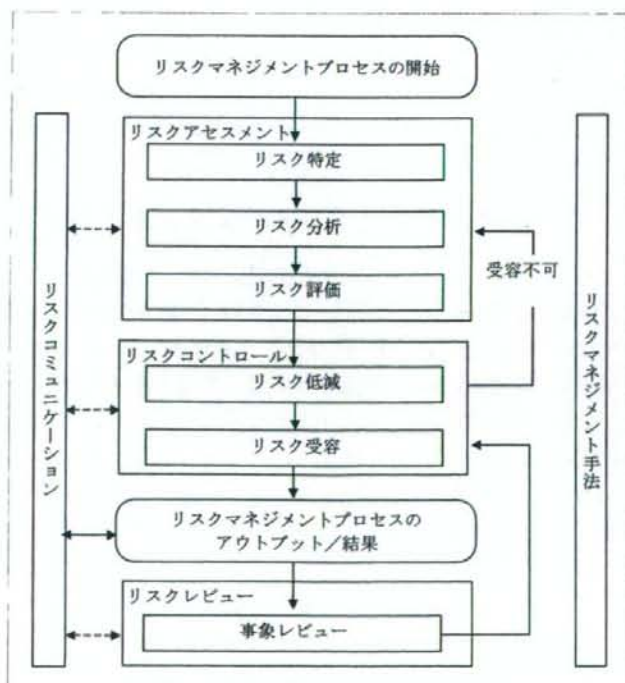 リスクマネジメントプロセスの開始
リスクアセスメント
リスク特定
リスク分析
リスク評価
受容不可
リスクコントロール
リスク低減
リスク受容
リスクマネジメントプロセスの
アウトプット／結果
リスクレビュー
事象レビュー
リスクコミュニケーション
リスクマネジメント手法